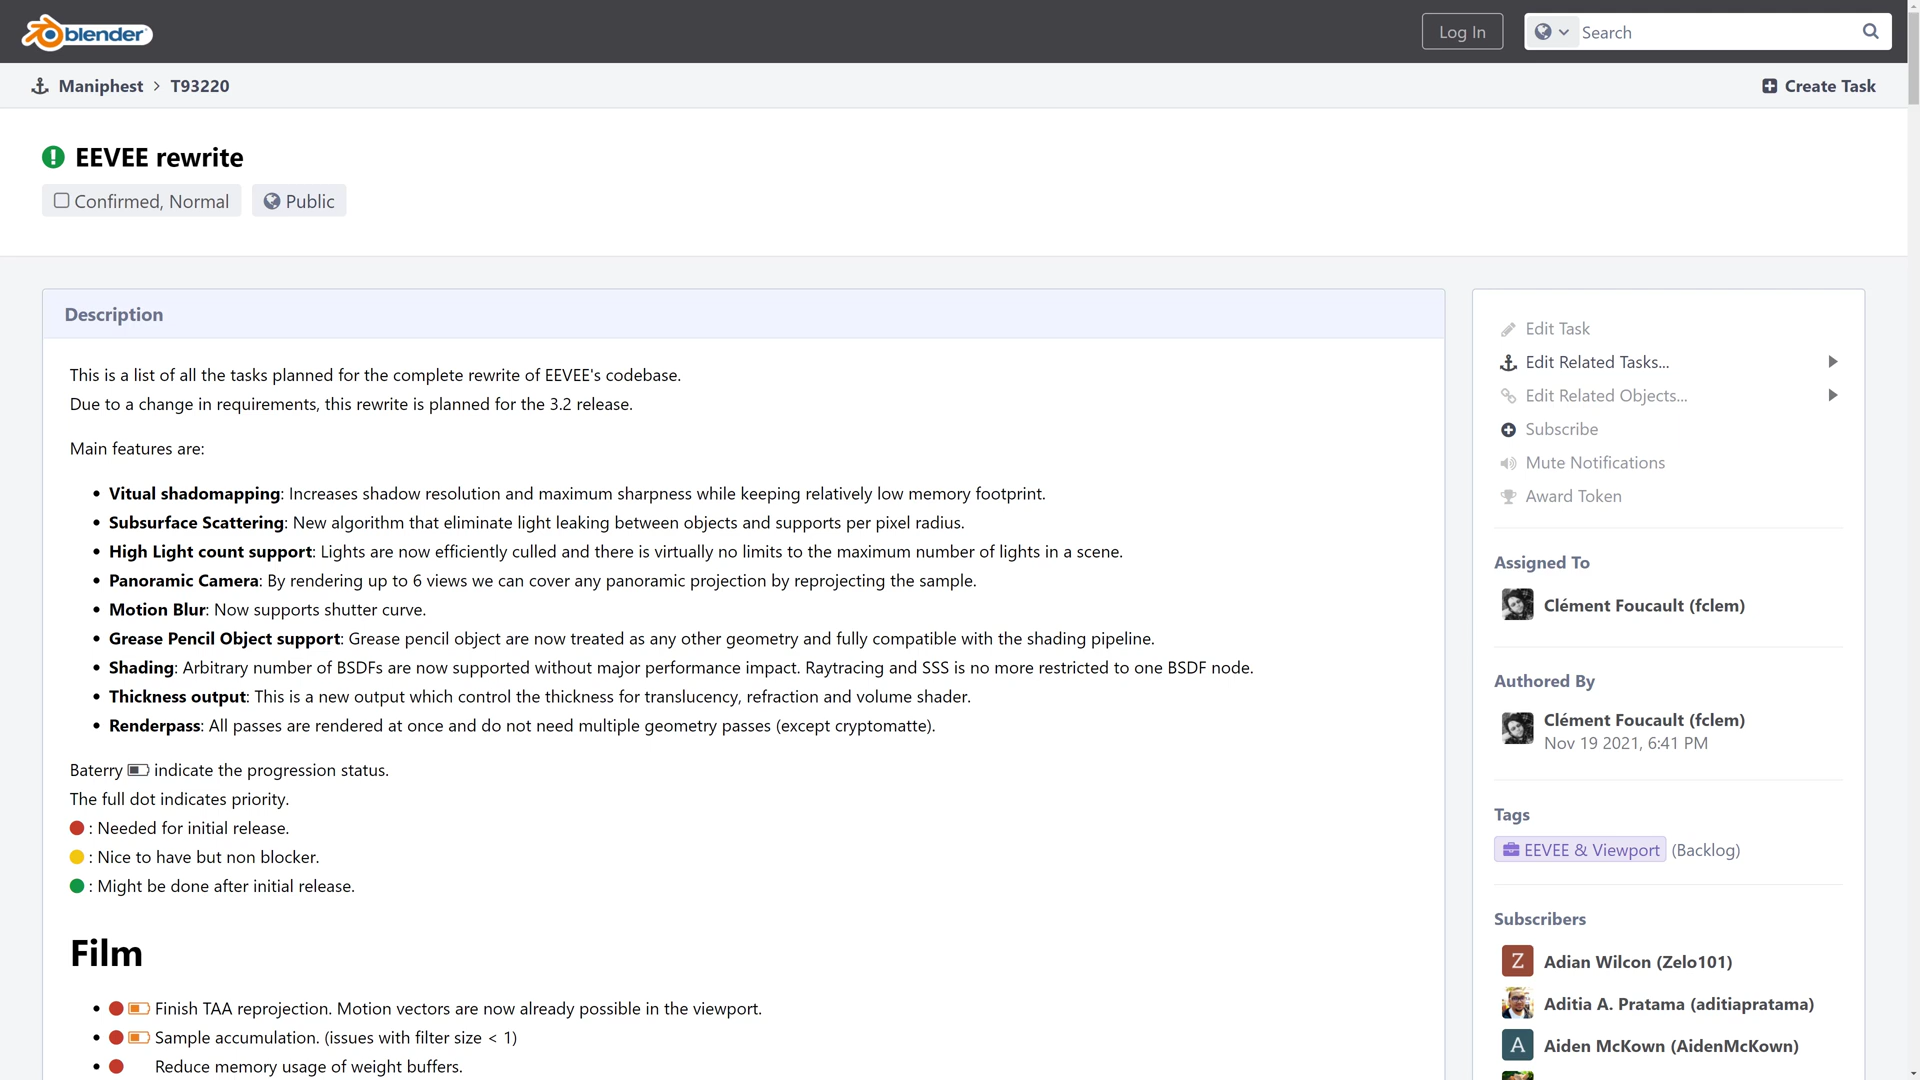 blender
Log In
Search
Maniphest > T93220
Create Task
EEVEE rewrite
Confirmed, Normal
Public
Description
This is a list of all the tasks planned for the complete rewrite of EEVEE's codebase.
Due to a change in requirements, this rewrite is planned for the 3.2 release.
Main features are:
• Vitual shadomapping: Increases shadow resolution and maximum sharpness while keeping relatively low memory footprint.
• Subsurface Scattering: New algorithm that eliminate light leaking between objects and supports per pixel radius.
• High Light count support: Lights are now efficiently culled and there is virtually no limits to the maximum number of lights in a scene.
• Panoramic Camera: By rendering up to 6 views we can cover any panoramic projection by reprojecting the sample.
• Motion Blur: Now supports shutter curve.
• Grease Pencil Object support: Grease pencil object are now treated as any other geometry and fully compatible with the shading pipeline.
• Shading: Arbitrary number of BSDFs are now supported without major performance impact. Raytracing and SSS is no more restricted to one BSDF node.
• Thickness output: This is a new output which control the thickness for translucency, refraction and volume shader.
• Renderpass: All passes are rendered at once and do not need multiple geometry passes (except cryptomatte).
Baterry indicate the progression status.
The full dot indicates priority.
: Needed for initial release.
: Nice to have but non blocker.
: Might be done after initial release.
Film
• Finish TAA reprojection. Motion vectors are now already possible in the viewport.
• Sample accumulation. (issues with filter size < 1)
• Reduce memory usage of weight buffers.
Edit Task
Edit Related Tasks...
Edit Related Objects...
Subscribe
Mute Notifications
Award Token
Assigned To
Clément Foucault (fclem)
Authored By
Clément Foucault (fclem)
Nov 19 2021, 6:41 PM
Tags
EEVEE & Viewport (Backlog)
Subscribers
Z Adian Wilcon (Zelo101)
Aditia A. Pratama (aditiapratama)
A Aiden McKown (AidenMcKown)